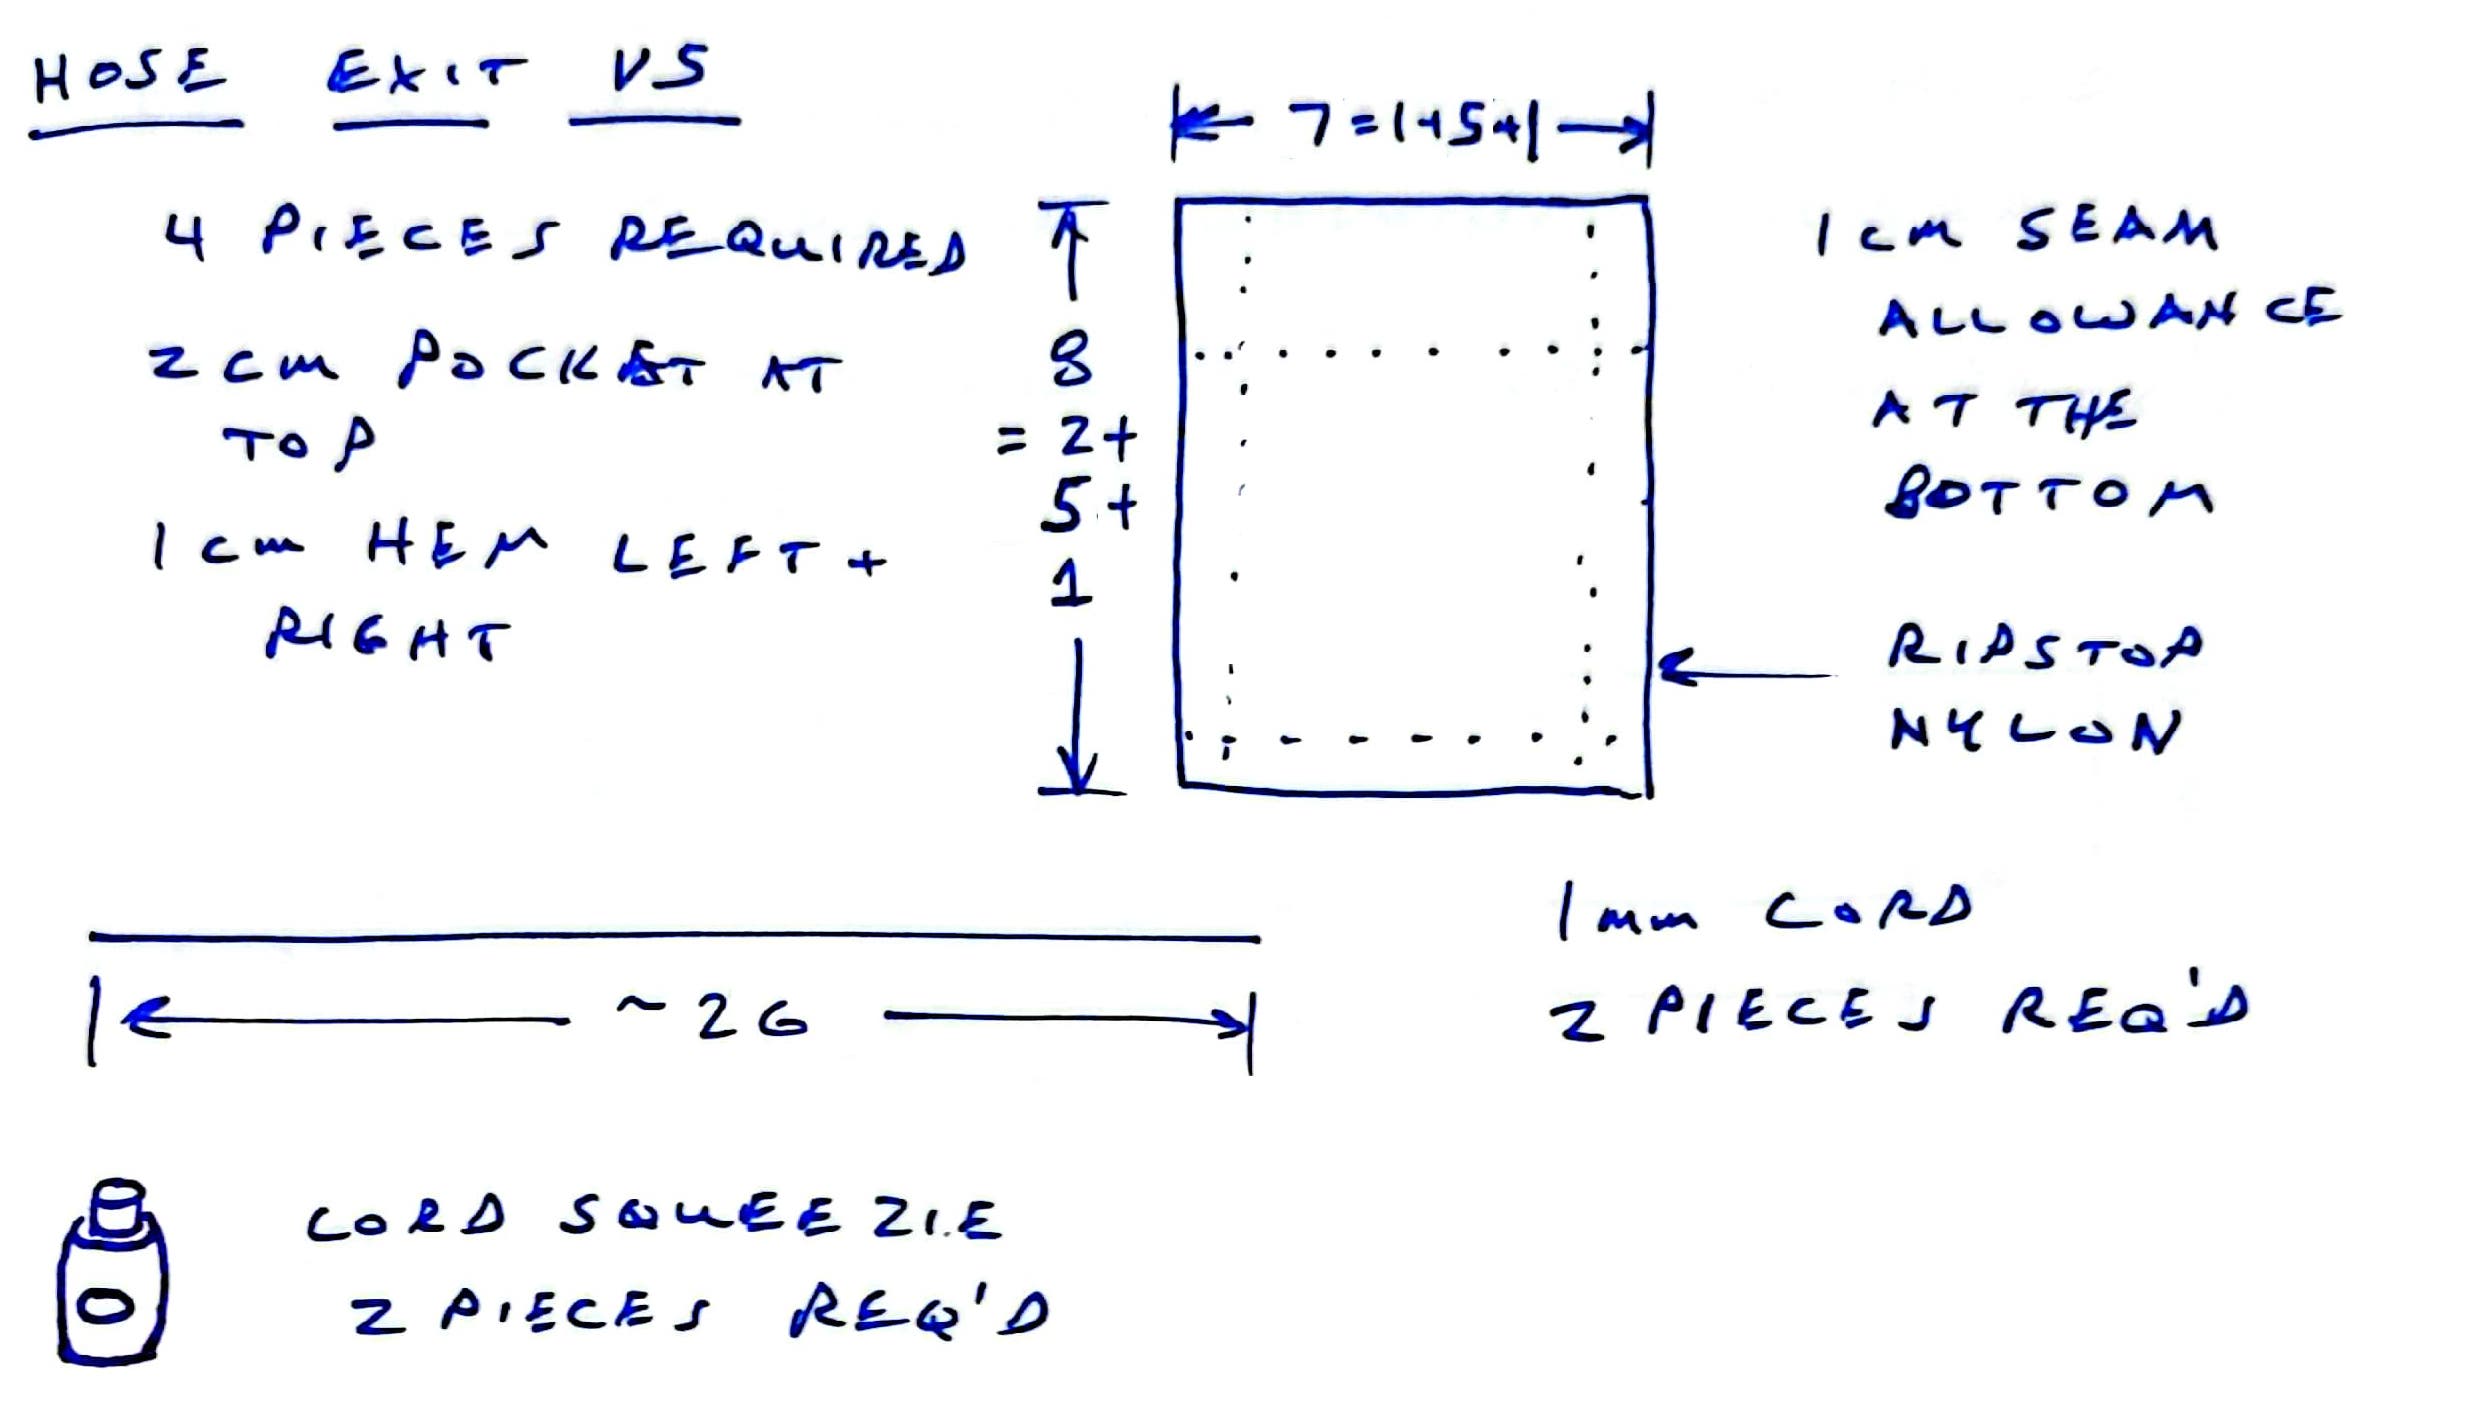 HOSE EXIT V5
7=1+5+1
4 PIECES REQUIRED
2 cm POCKET AT
TOP
1 cm HEM LEFT +
RIGHT
8
= 2+
5+
1
1 cm SEAM
ALLOWANCE
AT THE
BOTTOM
RIPSTOP
NYLON
~26
1 mm CORD
2 PIECES REQ'D
CORD SQUEEZIE
2 PIECES REQ'D